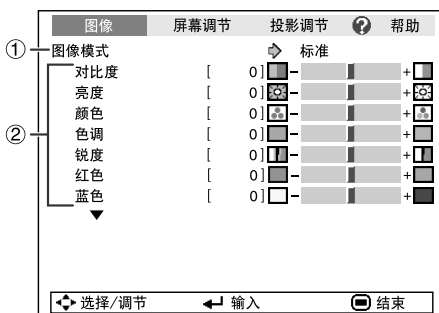 图像 屏幕调节 投影调节 ? 帮助
① 图像模式 标准
② 对比度 [ 0] − +
亮度 [ 0] − +
颜色 [ 0] − +
色调 [ 0] − +
锐度 [ 0] − +
红色 [ 0] − +
蓝色 [ 0] − +
选择/调节 输入 结束